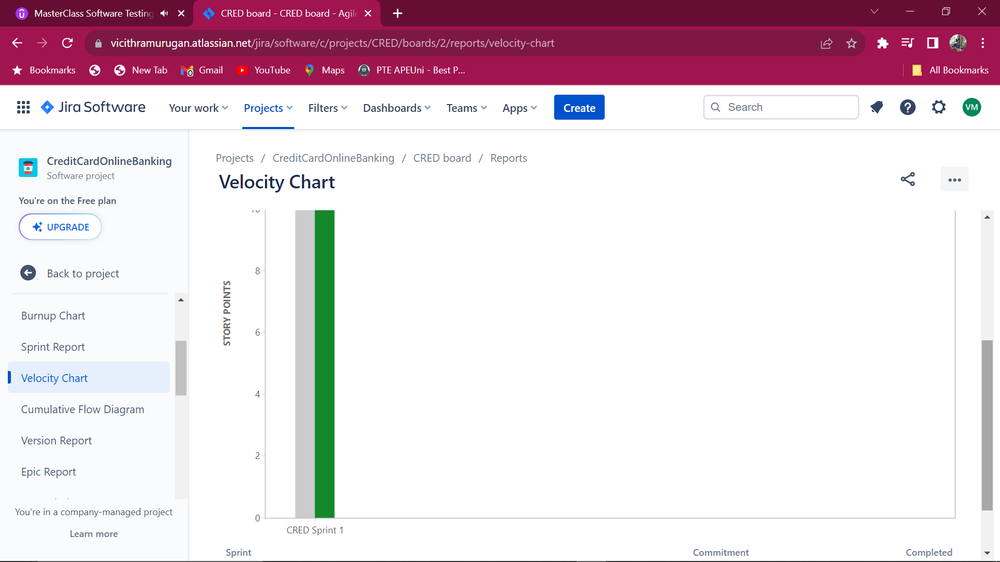 MasterClass Software Testing
CRED board - CRED board - Agile
vicithramurugan.atlassian.net/jira/software/c/projects/CRED/boards/2/reports/velocity-chart
Bookmarks New Tab Gmail YouTube Maps PTE APEUni - Best P... All Bookmarks
Jira Software Your work Projects Filters Dashboards Teams Apps Create Search VM
CreditCardOnlineBanking
Software project
You're on the Free plan
UPGRADE
Back to project
Burnup Chart
Sprint Report
Velocity Chart
Cumulative Flow Diagram
Version Report
Epic Report
You're in a company-managed project
Learn more
Projects / CreditCardOnlineBanking / CRED board / Reports
Velocity Chart
STORY POINTS
8
6
4
2
0
CRED Sprint 1
Sprint Commitment Completed